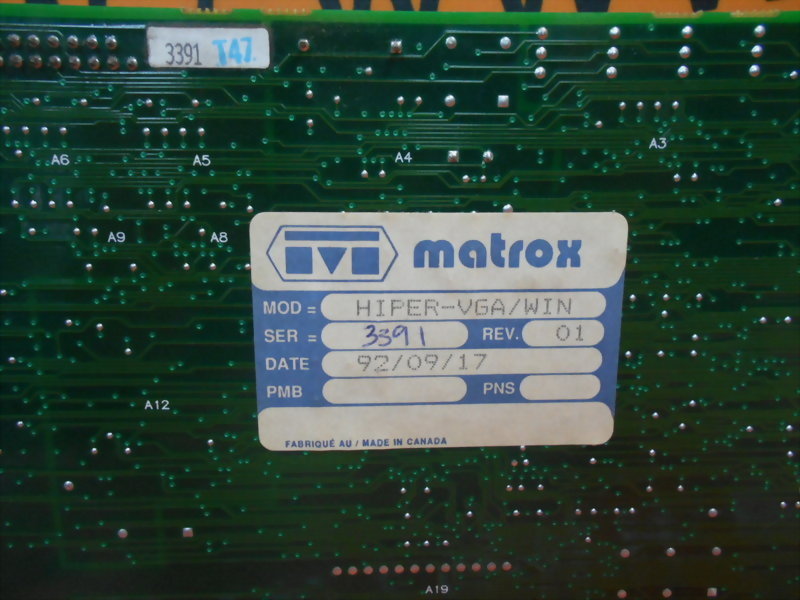 3391 T47
A3
A6
A5
A4
A9
A8
matrox
MOD = HIPER-VGA/WIN
SER = 3391 REV. 01
DATE 92/09/17
PMB PNS
A12
FABRIQUÉ AU / MADE IN CANADA
A19